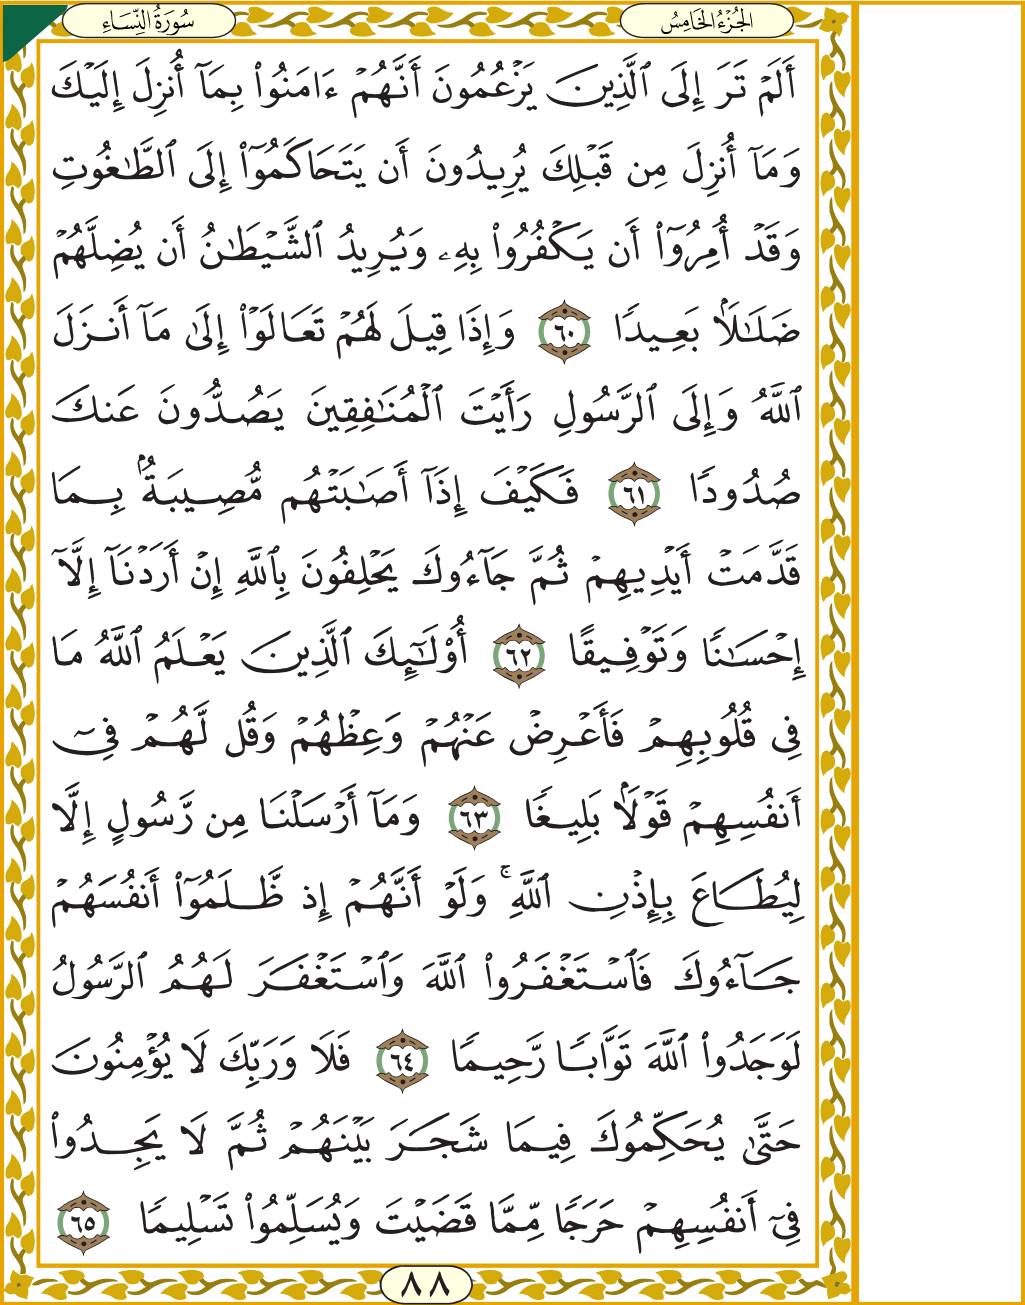 سُورَةُ النِّسَاءِ
الجُزْءُ الخَامِسُ
أَلَمْ تَرَ إِلَى ٱلَّذِينَ يَزْعُمُونَ أَنَّهُمْ ءَامَنُوا۟ بِمَآ أُنزِلَ إِلَيْكَ
وَمَآ أُنزِلَ مِن قَبْلِكَ يُرِيدُونَ أَن يَتَحَاكَمُوٓا۟ إِلَى ٱلطَّـٰغُوتِ
وَقَدْ أُمِرُوٓا۟ أَن يَكْفُرُوا۟ بِهِۦ وَيُرِيدُ ٱلشَّيْطَـٰنُ أَن يُضِلَّهُمْ
ضَلَـٰلًۢا بَعِيدًا ٦٠ وَإِذَا قِيلَ لَهُمْ تَعَالَوْا۟ إِلَىٰ مَآ أَنزَلَ
ٱللَّهُ وَإِلَى ٱلرَّسُولِ رَأَيْتَ ٱلْمُنَـٰفِقِينَ يَصُدُّونَ عَنكَ
صُدُودًا ٦١ فَكَيْفَ إِذَآ أَصَـٰبَتْهُم مُّصِيبَةٌۢ بِمَا
قَدَّمَتْ أَيْدِيهِمْ ثُمَّ جَآءُوكَ يَحْلِفُونَ بِٱللَّهِ إِنْ أَرَدْنَآ إِلَّآ
إِحْسَـٰنًا وَتَوْفِيقًا ٦٢ أُو۟لَـٰٓئِكَ ٱلَّذِينَ يَعْلَمُ ٱللَّهُ مَا
فِى قُلُوبِهِمْ فَأَعْرِضْ عَنْهُمْ وَعِظْهُمْ وَقُل لَّهُمْ فِىٓ
أَنفُسِهِمْ قَوْلًۢا بَلِيغًا ٦٣ وَمَآ أَرْسَلْنَا مِن رَّسُولٍ إِلَّا
لِيُطَاعَ بِإِذْنِ ٱللَّهِ ۚ وَلَوْ أَنَّهُمْ إِذ ظَّلَمُوٓا۟ أَنفُسَهُمْ
جَآءُوكَ فَٱسْتَغْفَرُوا۟ ٱللَّهَ وَٱسْتَغْفَرَ لَهُمُ ٱلرَّسُولُ
لَوَجَدُوا۟ ٱللَّهَ تَوَّابًا رَّحِيمًا ٦٤ فَلَا وَرَبِّكَ لَا يُؤْمِنُونَ
حَتَّىٰ يُحَكِّمُوكَ فِيمَا شَجَرَ بَيْنَهُمْ ثُمَّ لَا يَجِدُوا۟
فِىٓ أَنفُسِهِمْ حَرَجًا مِّمَّا قَضَيْتَ وَيُسَلِّمُوا۟ تَسْلِيمًا ٦٥
٨٨